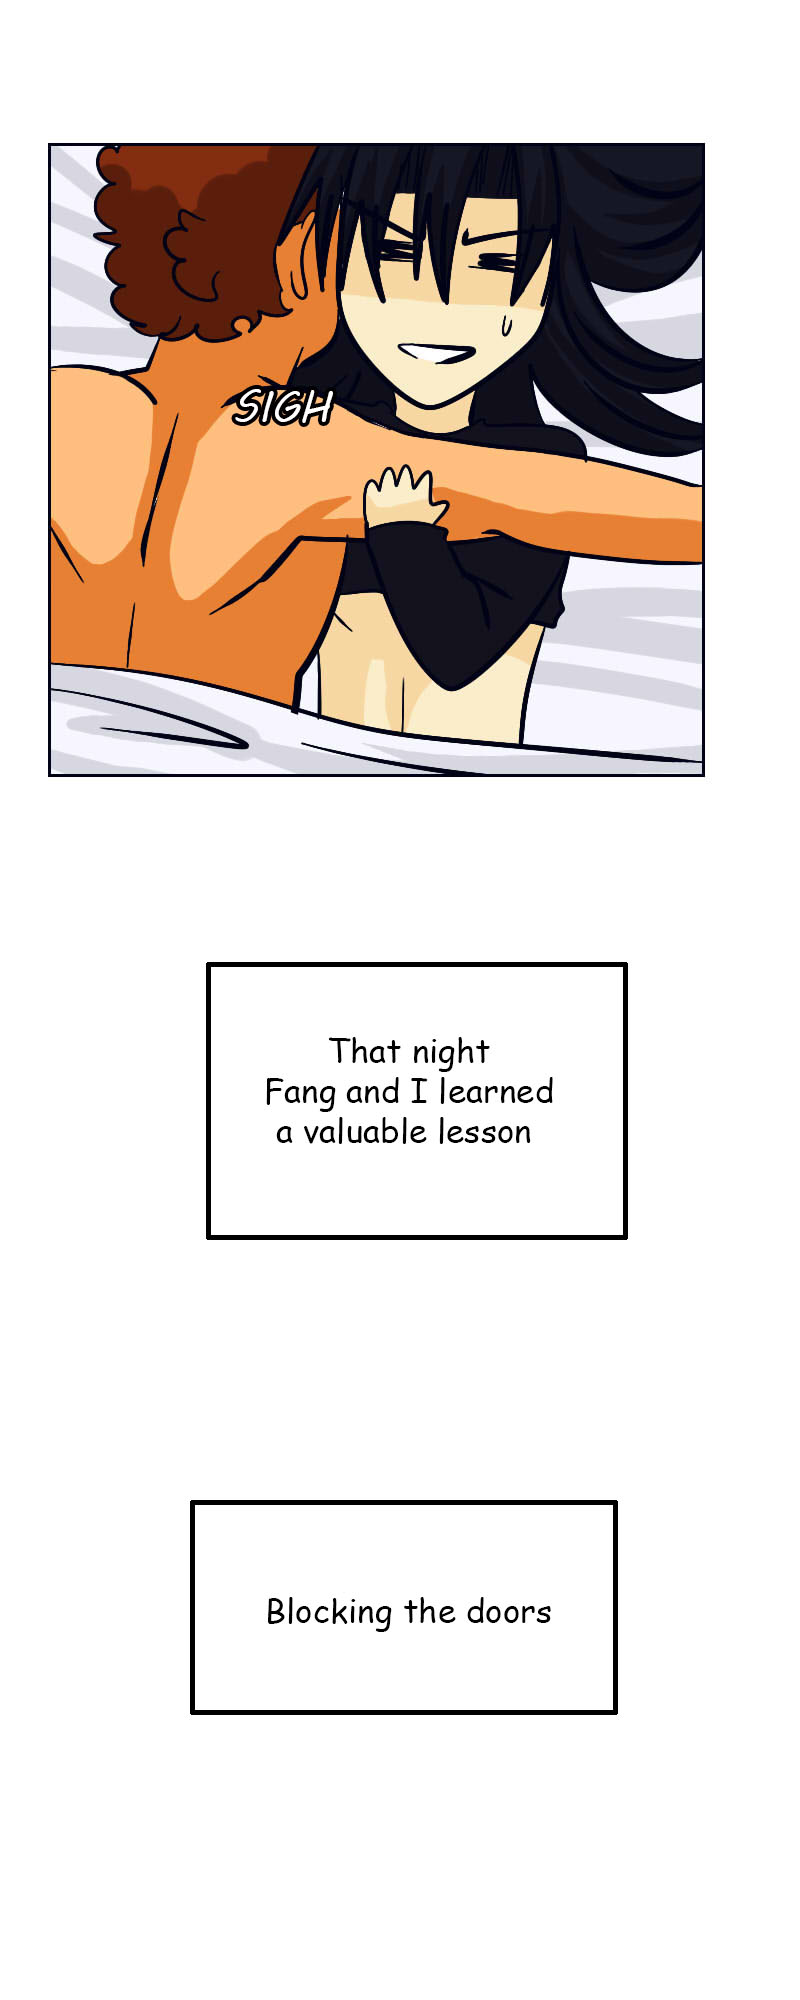 SIGH
That night
Fang and I learned
a valuable lesson
Blocking the doors